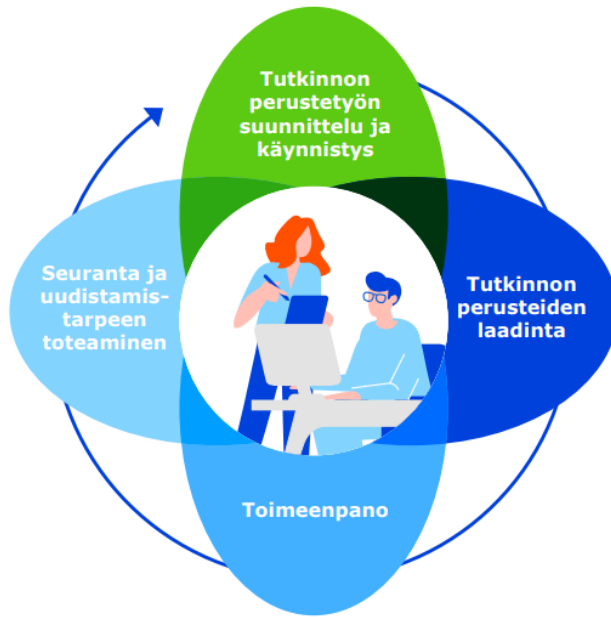 Tutkinnon
perustetyön
suunnittelu ja
käynnistys
Tutkinnon
perusteiden
laadinta
Toimeenpano
Seuranta ja
uudistamis-
tarpeen
toteaminen